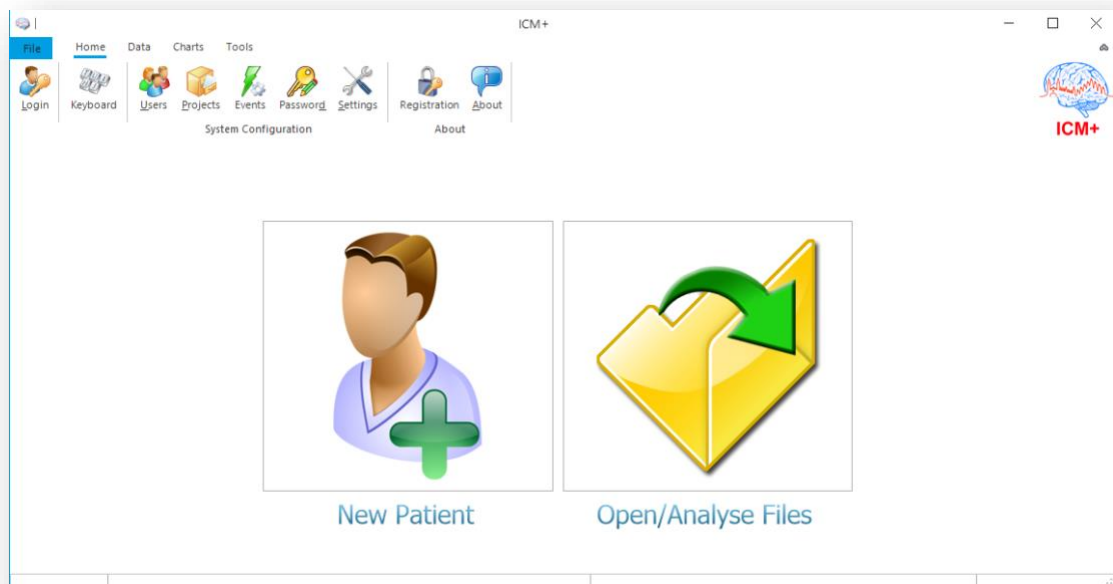 ICM+
File Home Data Charts Tools
Login Keyboard Users Projects Events Password Settings Registration About
System Configuration About
ICM+
New Patient Open/Analyse Files